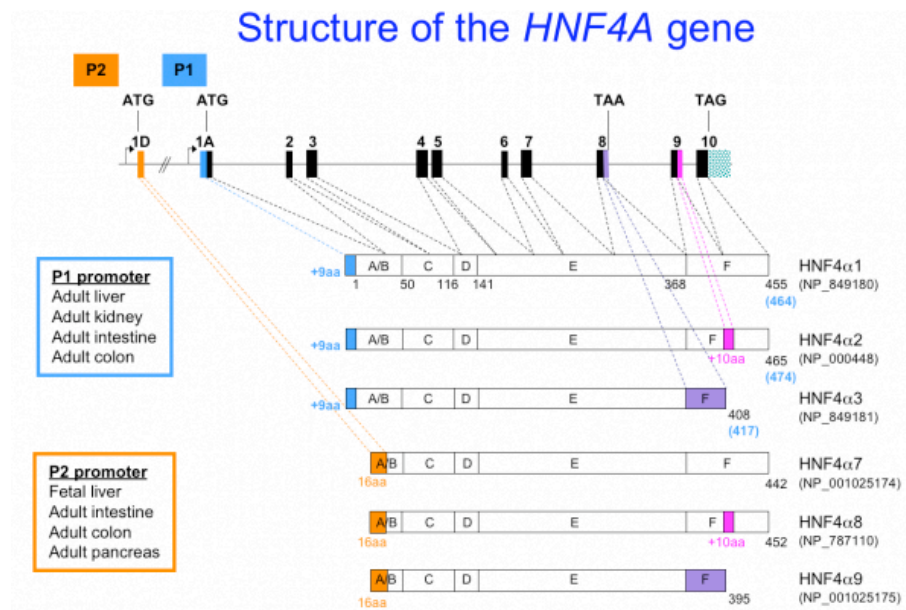 Structure of the HNF4A gene
P2 P1
ATG ATG TAA TAG
1D 1A 2 3 4 5 6 7 8 9 10
P1 promoter
Adult liver
Adult kidney
Adult intestine
Adult colon
+9aa A/B C D E F HNF4α1
1 50 116 141 368 455 (NP_849180)
(464)
+9aa A/B C D E F HNF4α2
+10aa 465 (NP_000448)
(474)
+9aa A/B C D E F HNF4α3
408 (NP_849181)
(417)
P2 promoter
Fetal liver
Adult intestine
Adult colon
Adult pancreas
A/B C D E F HNF4α7
16aa 442 (NP_001025174)
A/B C D E F HNF4α8
16aa +10aa 452 (NP_787110)
A/B C D E F HNF4α9
16aa 395 (NP_001025175)